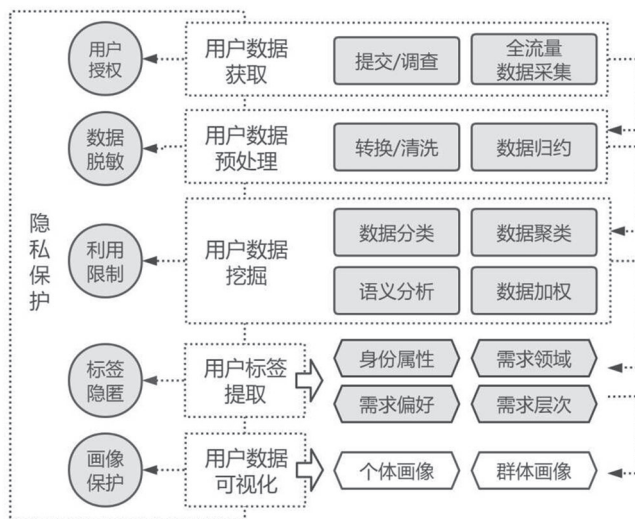 隐私保护
用户
授权
用户数据
获取
提交/调查
全流量
数据采集
数据
脱敏
用户数据
预处理
转换/清洗
数据归约
利用
限制
用户数据
挖掘
数据分类
数据聚类
语义分析
数据加权
标签
隐匿
用户标签
提取
身份属性
需求领域
需求偏好
需求层次
画像
保护
用户数据
可视化
个体画像
群体画像